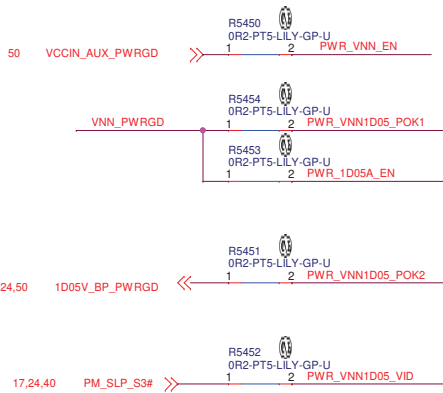 R5450
0R2-PT5-LILY-GP-U
50 VCCIN_AUX_PWRGD 1 2 PWR_VNN_EN
R5454
0R2-PT5-LILY-GP-U
VNN_PWRGD 1 2 PWR_VNN1D05_POK1
R5453
0R2-PT5-LILY-GP-U
1 2 PWR_1D05A_EN
R5451
0R2-PT5-LILY-GP-U
24,50 1D05V_BP_PWRGD 1 2 PWR_VNN1D05_POK2
R5452
0R2-PT5-LILY-GP-U
17,24,40 PM_SLP_S3# 1 2 PWR_VNN1D05_VID